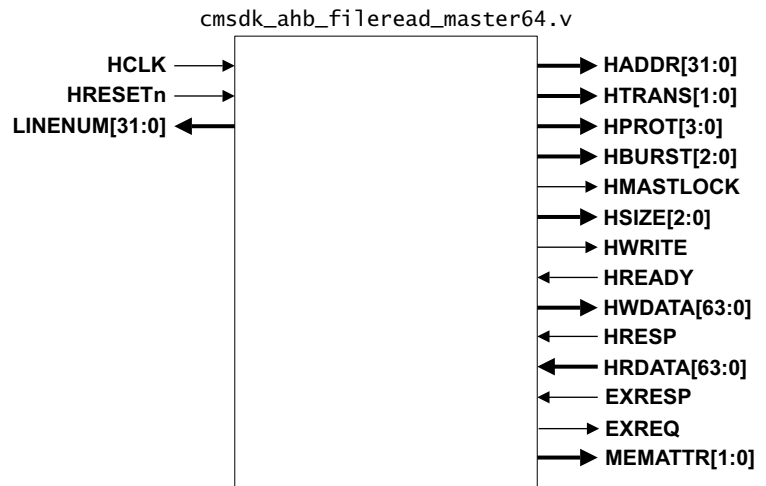 cmsdk_ahb_fileread_master64.v
HCLK
HRESETn
LINENUM[31:0]
HADDR[31:0]
HTRANS[1:0]
HPROT[3:0]
HBURST[2:0]
HMASTLOCK
HSIZE[2:0]
HWRITE
HREADY
HWDATA[63:0]
HRESP
HRDATA[63:0]
EXRESP
EXREQ
MEMATTR[1:0]